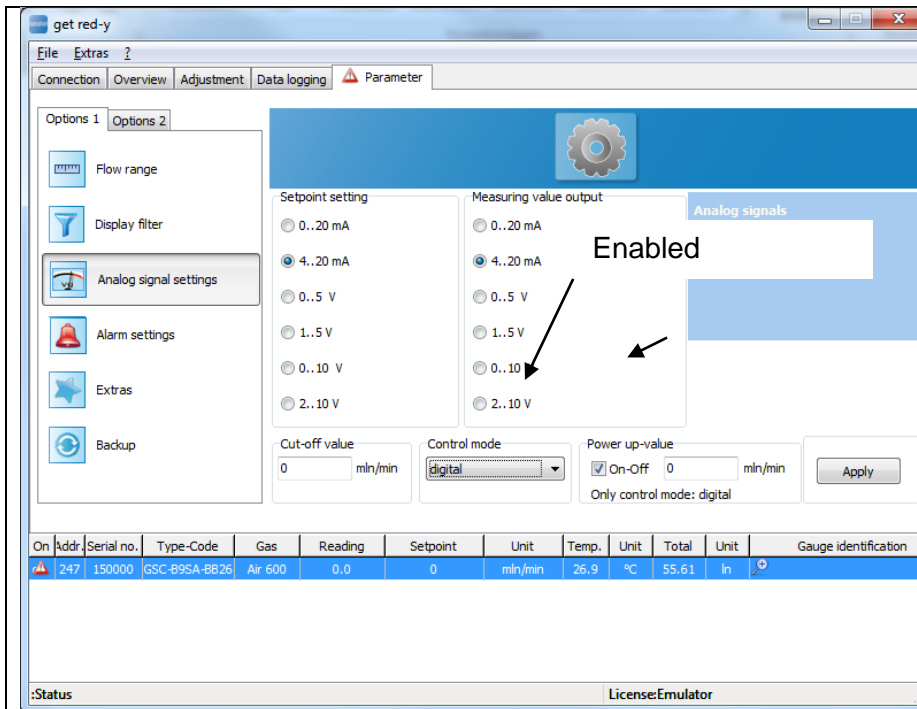 get red-y
File Extras ?
Connection Overview Adjustment Data logging Parameter
Options 1 Options 2
Flow range
Display filter
Analog signal settings
Alarm settings
Extras
Backup
Setpoint setting
0..20 mA
4..20 mA
0..5 V
1..5 V
0..10 V
2..10 V
Measuring value output
0..20 mA
4..20 mA
0..5 V
1..5 V
0..10
2..10 V
Analog signals
Enabled
Cut-off value
0 mln/min
Control mode
digital
Power up-value
On-Off 0 mln/min
Only control mode: digital
Apply
On Addr. Serial no. Type-Code Gas Reading Setpoint Unit Temp. Unit Total Unit Gauge identification
247 150000 GSC-B9SA-BB26 Air 600 0.0 0 mln/min 26.9 °C 55.61 ln
:Status License:Emulator